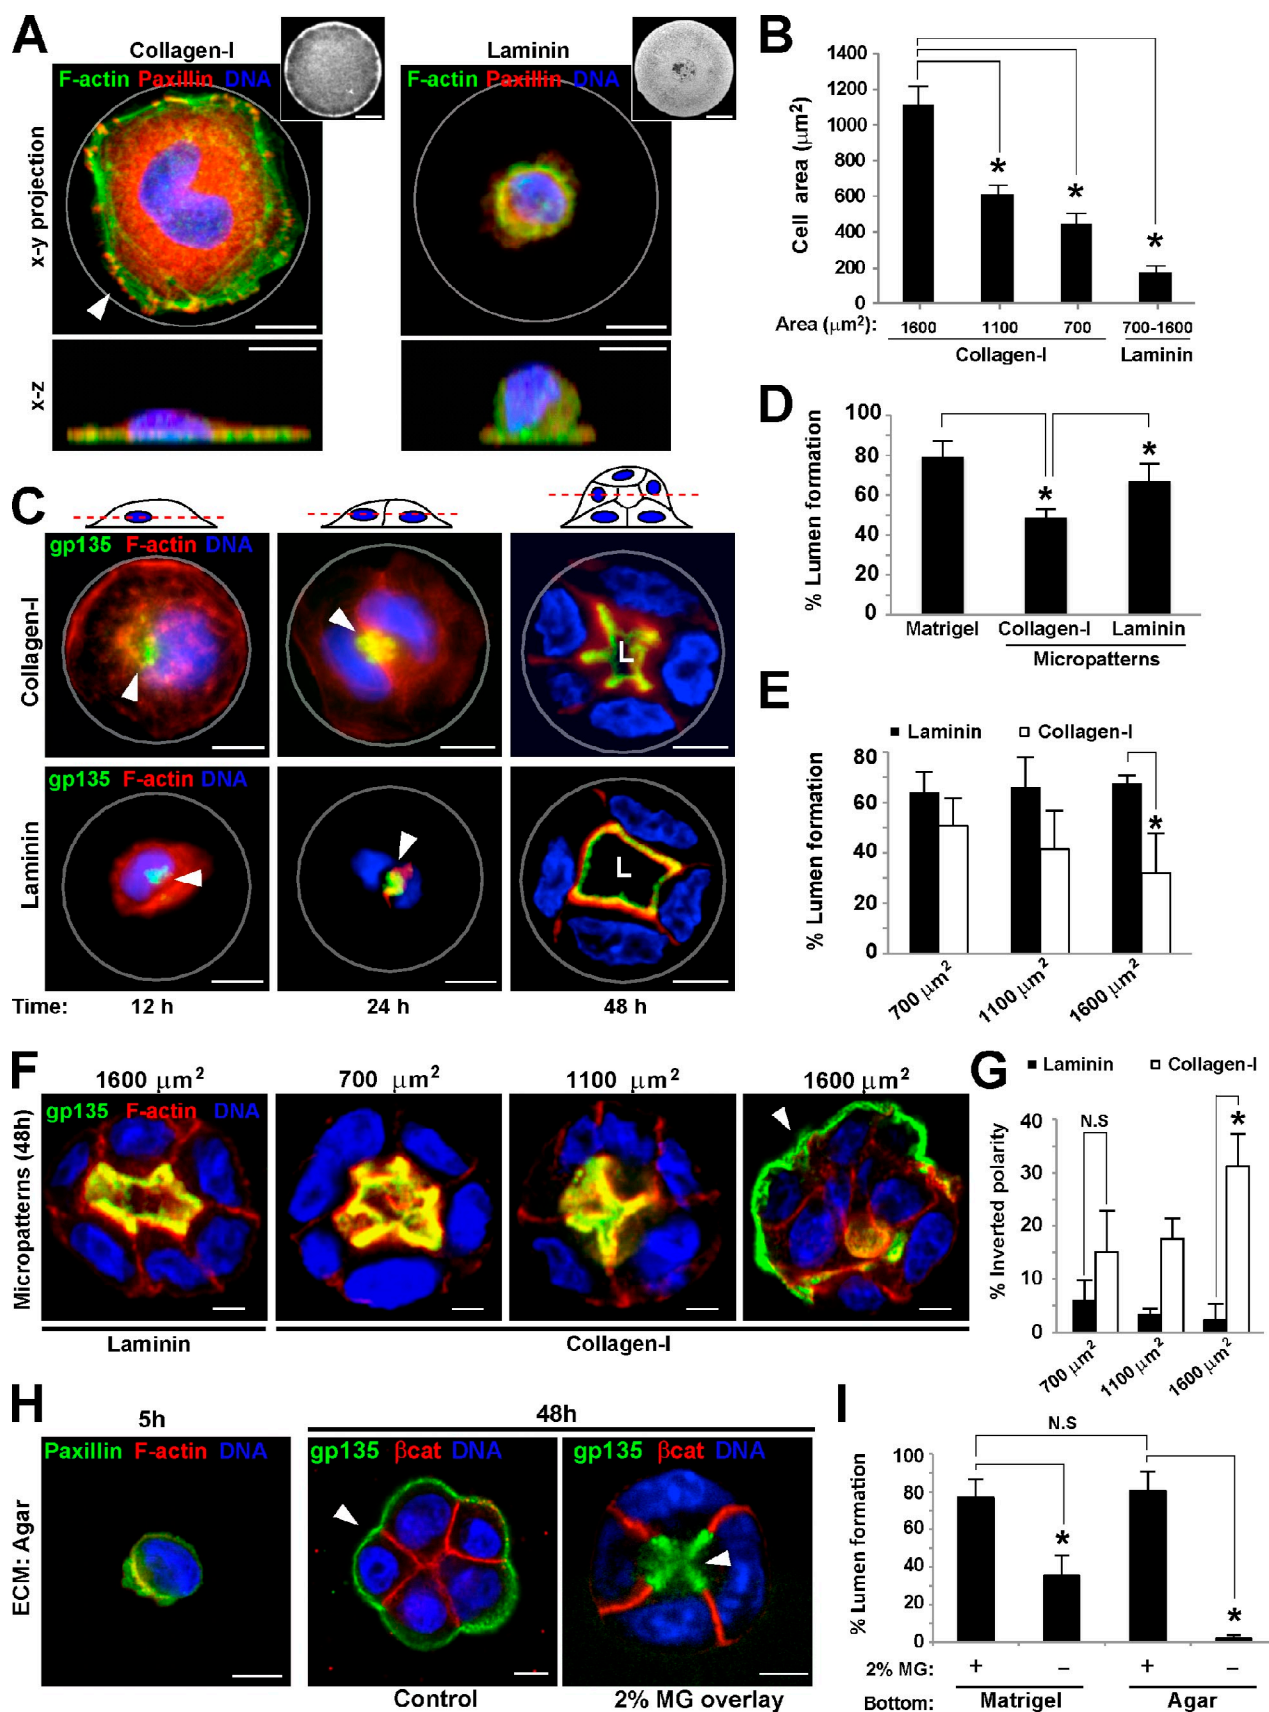 A
Collagen-I
Laminin
F-actin Paxillin DNA
F-actin Paxillin DNA
x-y projection
x-z
B
Cell area (µm²)
1400
1200
1000
800
600
400
200
0
*
*
*
Area (µm²):
1600
1100
700
700-1600
Collagen-I
Laminin
C
gp135 F-actin DNA
Collagen-I
L
gp135 F-actin DNA
Laminin
L
Time:
12 h
24 h
48 h
D
% Lumen formation
100
80
60
40
20
0
*
*
Matrigel
Collagen-I
Laminin
Micropatterns
E
Laminin
Collagen-I
% Lumen formation
80
60
40
20
0
*
700 µm²
1100 µm²
1600 µm²
F
1600 µm²
700 µm²
1100 µm²
1600 µm²
gp135 F-actin DNA
Micropatterns (48h)
Laminin
Collagen-I
G
Laminin
Collagen-I
% Inverted polarity
40
30
20
10
0
N.S
*
700 µm²
1100 µm²
1600 µm²
H
5h
48h
Paxillin F-actin DNA
gp135 βcat DNA
gp135 βcat DNA
ECM: Agar
Control
2% MG overlay
I
N.S
% Lumen formation
100
80
60
40
20
0
*
*
2% MG:
+
–
+
–
Bottom:
Matrigel
Agar